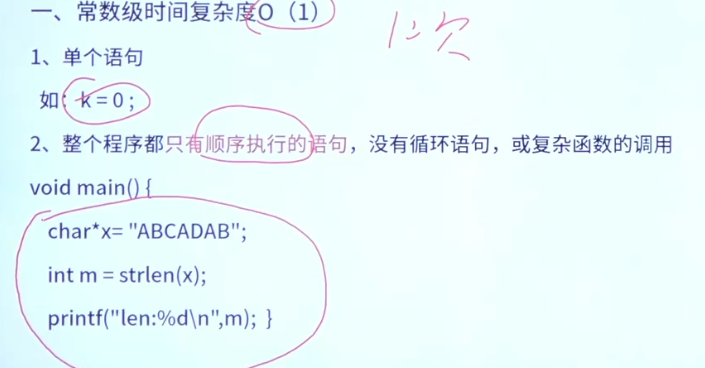 一、常数级时间复杂度O（1）
1、单个语句
如：k = 0 ;
2、整个程序都只有顺序执行的语句，没有循环语句，或复杂函数的调用
void main() {
char*x= "ABCADAB";
int m = strlen(x);
printf("len:%d\n",m); }